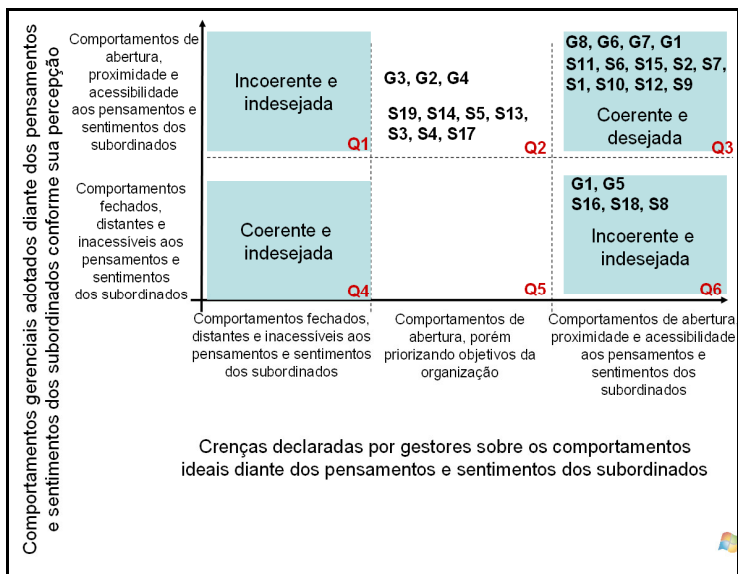 Comportamentos gerenciais adotados diante dos pensamentos
e sentimentos dos subordinados conforme sua percepção
Comportamentos de
abertura,
proximidade e
acessibilidade
aos pensamentos e
sentimentos dos
subordinados
Incoerente e
indesejada
Q1
G3, G2, G4
S19, S14, S5, S13,
S3, S4, S17
Q2
G8, G6, G7, G1
S11, S6, S15, S2, S7,
S1, S10, S12, S9
Coerente e
desejada
Q3
Comportamentos
fechados,
distantes e
inacessíveis aos
pensamentos e
sentimentos
dos subordinados
Coerente e
indesejada
Q4
Q5
G1, G5
S16, S18, S8
Incoerente e
indesejada
Q6
Comportamentos fechados,
distantes e inacessíveis aos
pensamentos e sentimentos
dos subordinados
Comportamentos de
abertura, porém
priorizando objetivos da
organização
Comportamentos de abertura,
proximidade e acessibilidade
aos pensamentos e
sentimentos dos
subordinados
Crenças declaradas por gestores sobre os comportamentos
ideais diante dos pensamentos e sentimentos dos subordinados